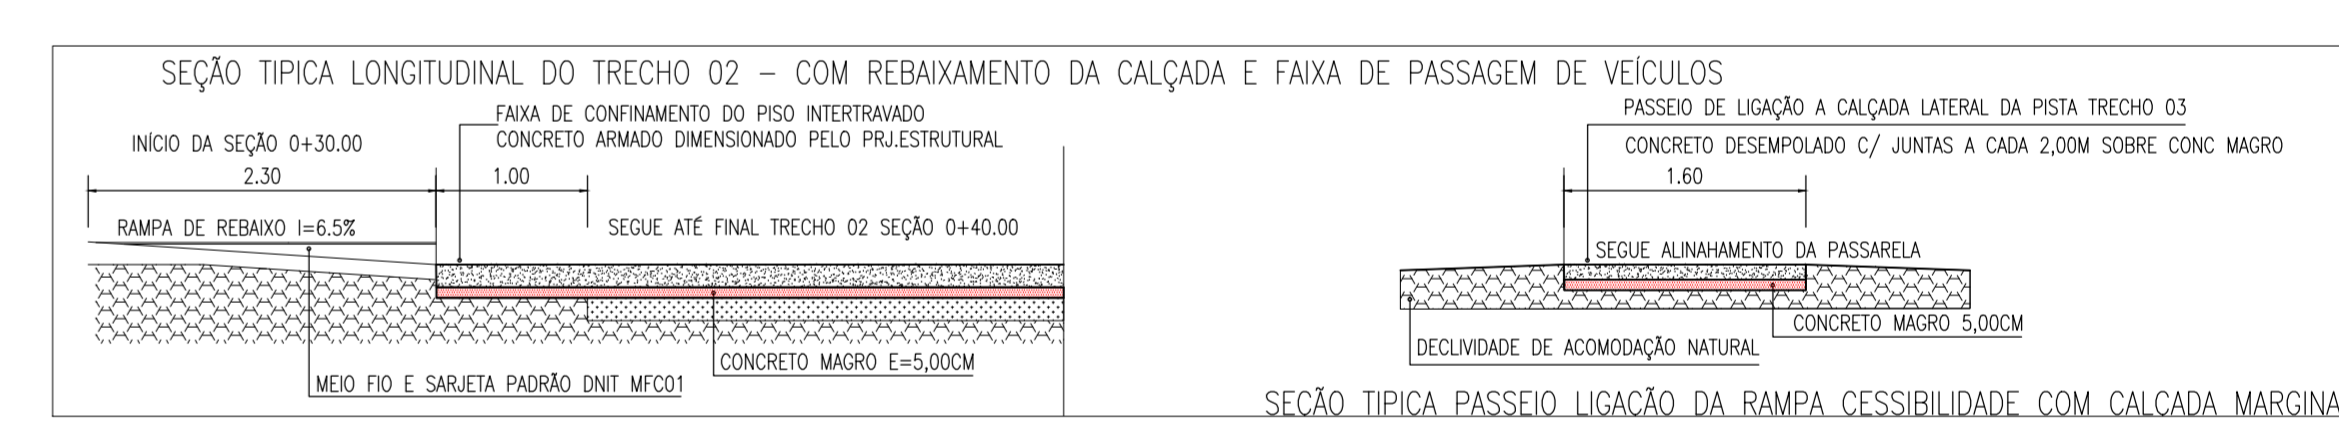 SEÇÃO TIPICA LONGITUDINAL DO TRECHO 02 – COM REBAIXAMENTO DA CALÇADA E FAIXA DE PASSAGEM DE VEÍCULOS
FAIXA DE CONFINAMENTO DO PISO INTERTRAVADO
CONCRETO ARMADO DIMENSIONADO PELO PRJ.ESTRUTURAL
INÍCIO DA SEÇÃO 0+30.00
2.30
1.00
RAMPA DE REBAIXO I=6.5%
SEGUE ATÉ FINAL TRECHO 02 SEÇÃO 0+40.00
CONCRETO MAGRO E=5,00CM
MEIO FIO E SARJETA PADRÃO DNIT MFC01
PASSEIO DE LIGAÇÃO A CALÇADA LATERAL DA PISTA TRECHO 03
CONCRETO DESEMPOLADO C/ JUNTAS A CADA 2,00M SOBRE CONC MAGRO
1.60
SEGUE ALINAHAMENTO DA PASSARELA
CONCRETO MAGRO 5,00CM
DECLIVIDADE DE ACOMODAÇÃO NATURAL
SEÇÃO TIPICA PASSEIO LIGAÇÃO DA RAMPA CESSIBILIDADE COM CALCADA MARGINA